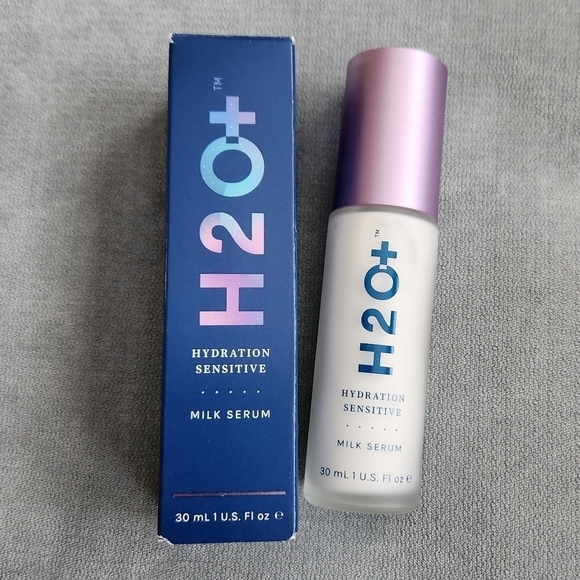 H2O+™
HYDRATION
SENSITIVE
·····
MILK SERUM
30 mL 1 U.S. Fl oz ℮
H2O+™
HYDRATION
SENSITIVE
·····
MILK SERUM
30 mL 1 U.S. Fl oz ℮